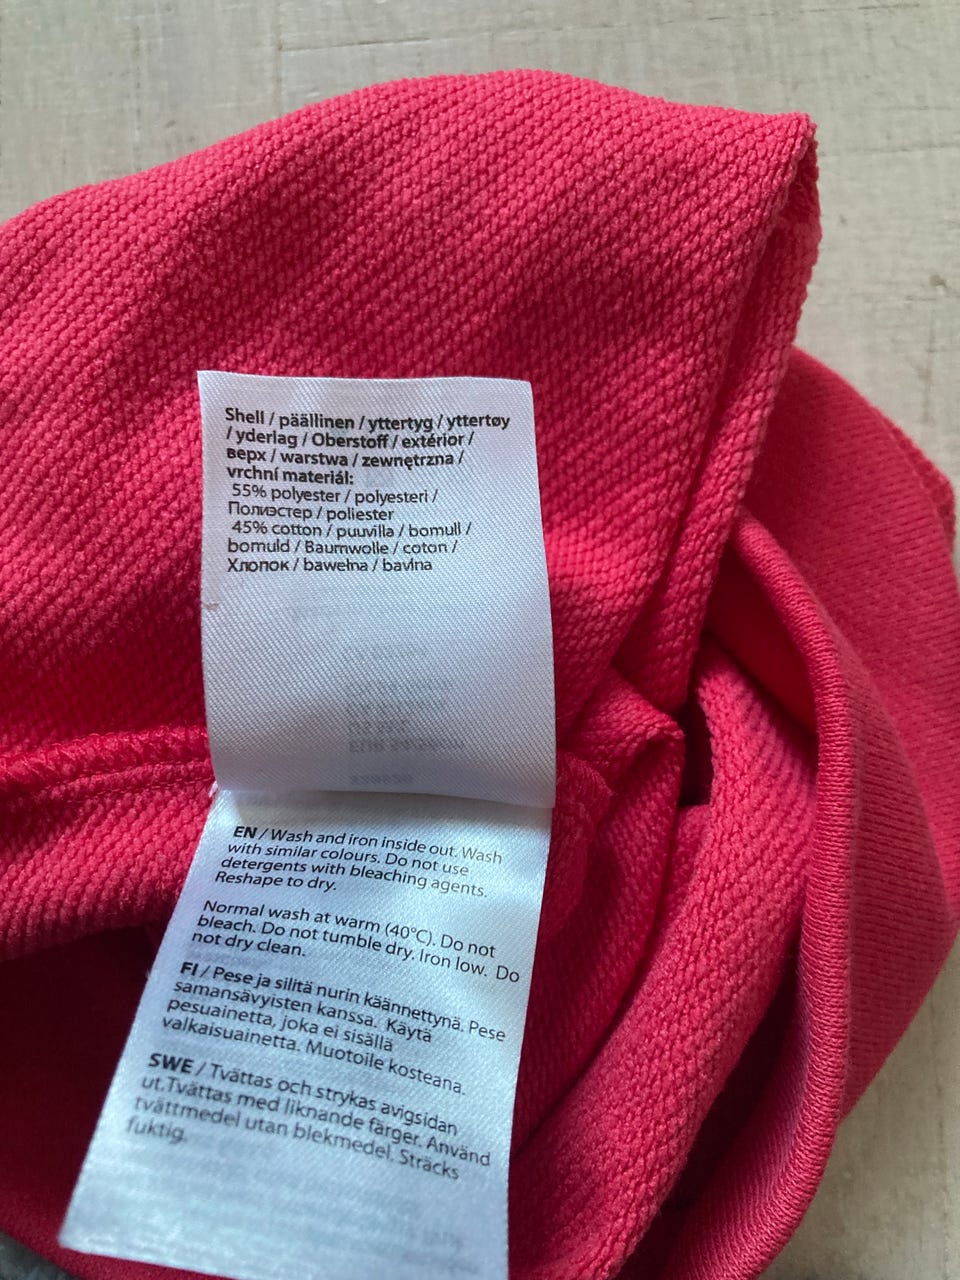 Shell / päällinen / yttertyg / yttertøy
/ yderlag / Oberstoff / extérior /
верх / warstwa / zewnętrzna /
vrchní materiál:
55% polyester / polyesteri /
Полиэстер / poliester
45% cotton / puuvilla / bomull /
bomuld / Baumwolle / coton /
Хлопок / bawełna / bavlna
EN / Wash and iron inside out. Wash
with similar colours. Do not use
detergents with bleaching agents.
Reshape to dry.
Normal wash at warm (40°C). Do not
bleach. Do not tumble dry. Iron low. Do
not dry clean.
FI / Pese ja silitä nurin käännettynä. Pese
samansävyisten kanssa. Käytä
pesuainetta, joka ei sisällä
valkaisuainetta. Muotoile kosteana.
SWE / Tvättas och strykas avigsidan
ut.Tvättas med liknande färger. Använd
tvättmedel utan blekmedel. Sträcks
fuktig.